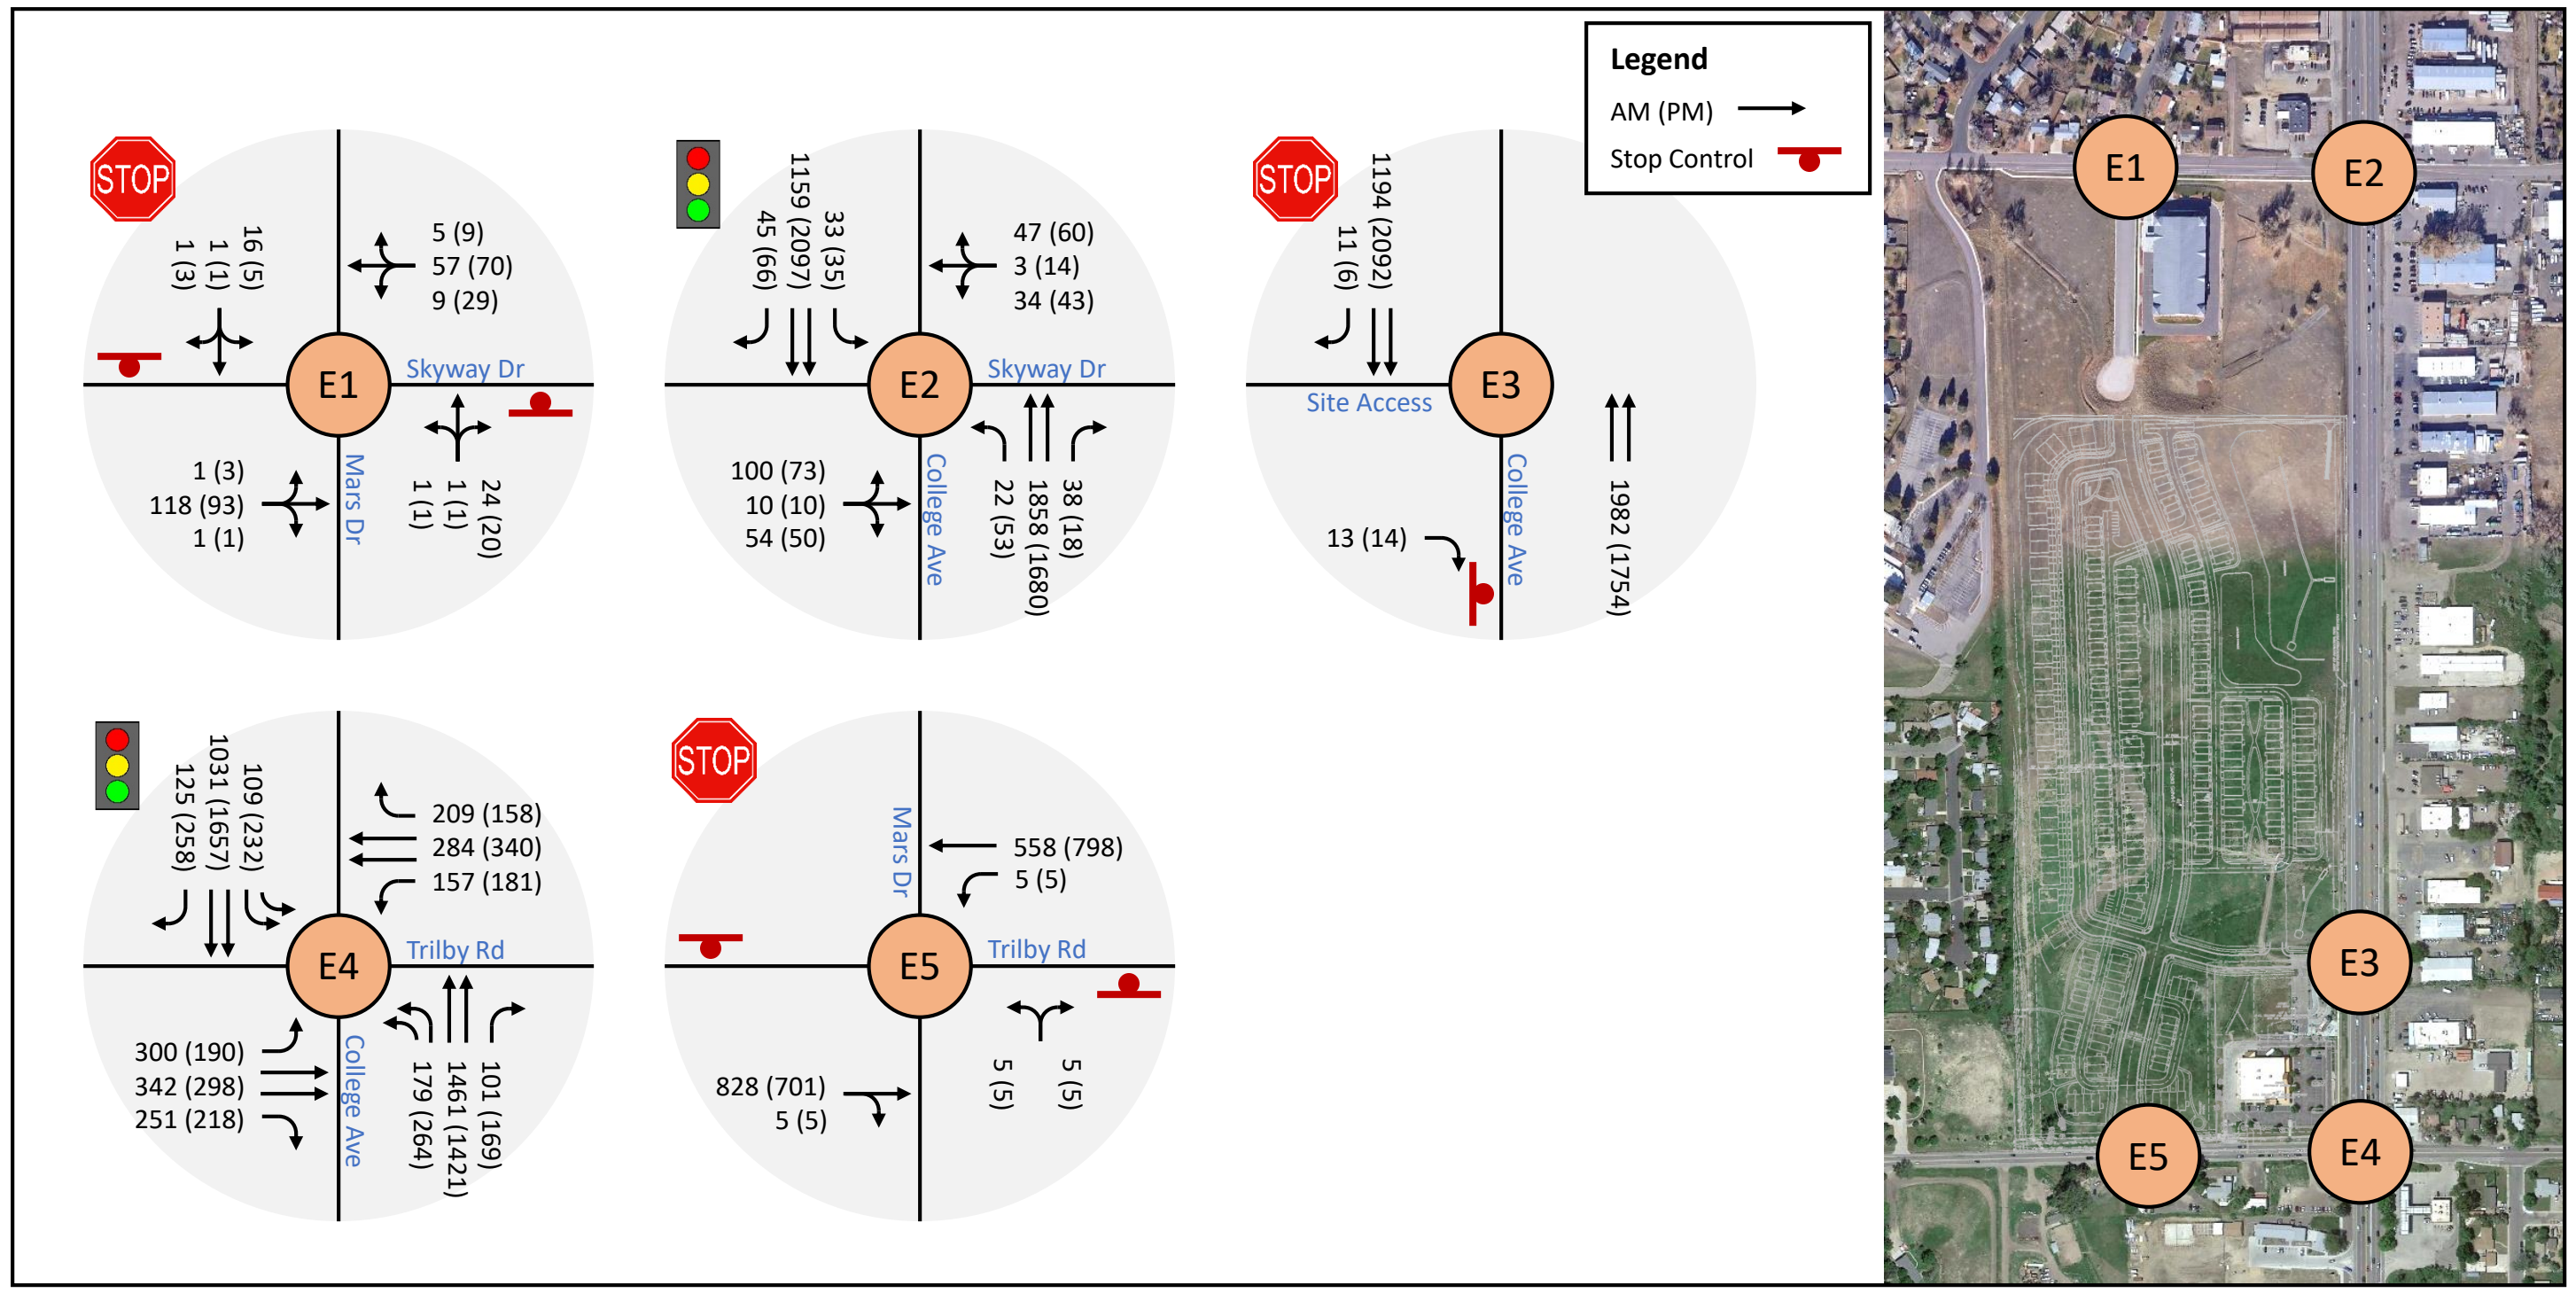 Legend
AM (PM)
Stop Control
STOP
16 (5)
1 (1)
1 (3)
5 (9)
57 (70)
9 (29)
E1
Skyway Dr
Mars Dr
1 (3)
118 (93)
1 (1)
1 (1)
1 (1)
24 (20)
45 (66)
1159 (2097)
33 (35)
47 (60)
3 (14)
34 (43)
E2
Skyway Dr
College Ave
100 (73)
10 (10)
54 (50)
22 (53)
1858 (1680)
38 (18)
STOP
11 (6)
1194 (2092)
E3
Site Access
College Ave
13 (14)
1982 (1754)
125 (258)
1031 (1657)
109 (232)
209 (158)
284 (340)
157 (181)
E4
Trilby Rd
College Ave
300 (190)
342 (298)
251 (218)
179 (264)
1461 (1421)
101 (169)
STOP
Mars Dr
558 (798)
5 (5)
E5
Trilby Rd
828 (701)
5 (5)
5 (5)
5 (5)
E1
E2
E3
E4
E5